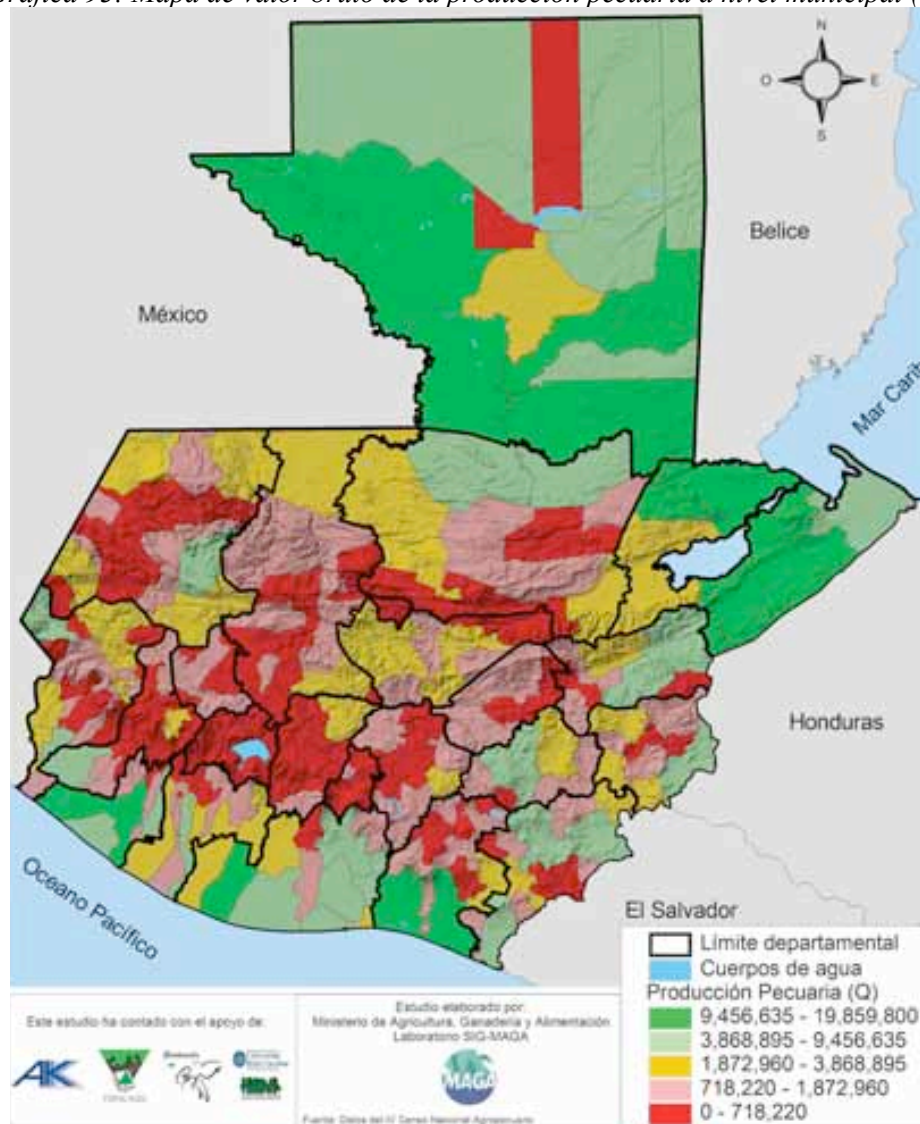 Mapa de valor bruto de la producción pecuaria a nivel municipal (
N
O
E
S
Belice
México
Mar Carib
Honduras
Oceano Pacífico
El Salvador
Límite departamental
Cuerpos de agua
Producción Pecuaria (Q)
9,456,635 - 19,859,800
3,868,895 - 9,456,635
1,872,960 - 3,868,895
718,220 - 1,872,960
0 - 718,220
Este estudio ha contado con el apoyo de:
Estudio elaborado por:
Ministerio de Agricultura, Ganadería y Alimentación
Laboratorio SIG-MAGA
AK
MAGA
Fuente: Datos del IV Censo Nacional Agropecuario